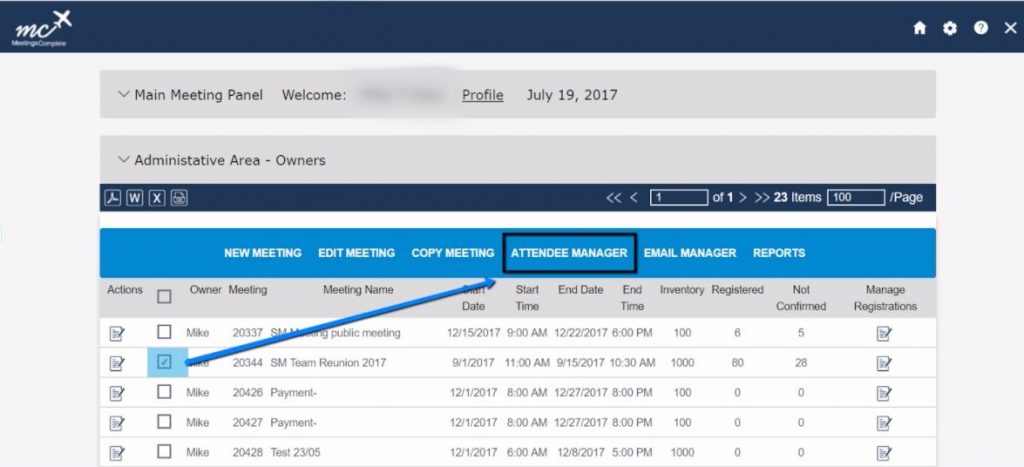 mc
MeetingsComplete
Main Meeting Panel Welcome: Profile July 19, 2017
Administative Area - Owners
<< < 1 of 1 > >> 23 Items 100 /Page
NEW MEETING EDIT MEETING COPY MEETING ATTENDEE MANAGER EMAIL MANAGER REPORTS
Actions Owner Meeting Meeting Name Start Date Start Time End Date End Time Inventory Registered Not Confirmed Manage Registrations
Mike 20337 SM Meeting public meeting 12/15/2017 9:00 AM 12/22/2017 6:00 PM 100 6 5
Mike 20344 SM Team Reunion 2017 9/1/2017 11:00 AM 9/15/2017 10:30 AM 1000 80 28
Mike 20426 Payment- 12/1/2017 8:00 AM 12/27/2017 8:00 PM 100 0 0
Mike 20427 Payment- 12/1/2017 8:00 AM 12/27/2017 8:00 PM 100 0 0
Mike 20428 Test 23/05 12/1/2017 6:00 AM 12/8/2017 5:00 PM 1000 0 0